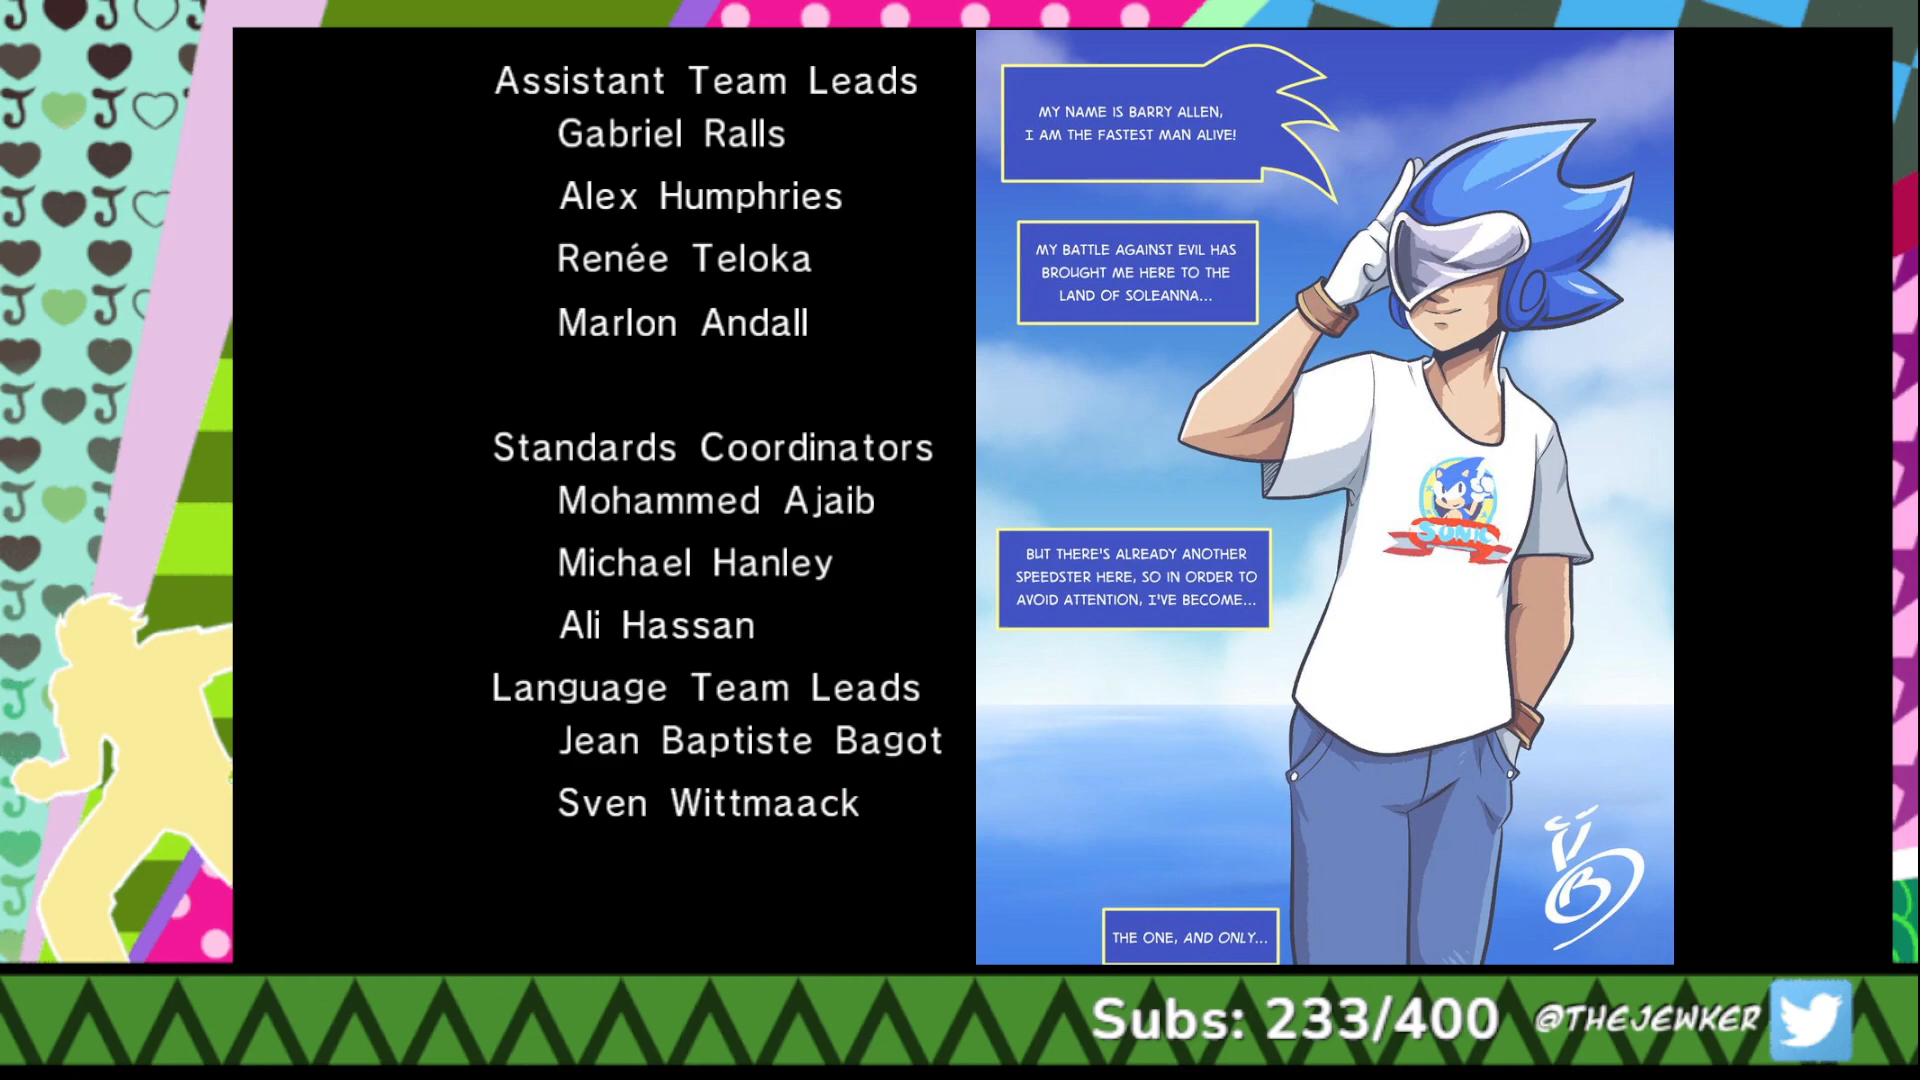 Assistant Team Leads
Gabriel Ralls
Alex Humphries
Renée Teloka
Marlon Andall
Standards Coordinators
Mohammed Ajaib
Michael Hanley
Ali Hassan
Language Team Leads
Jean Baptiste Bagot
Sven Wittmaack
MY NAME IS BARRY ALLEN,
I AM THE FASTEST MAN ALIVE!
MY BATTLE AGAINST EVIL HAS
BROUGHT ME HERE TO THE
LAND OF SOLEANNA...
BUT THERE'S ALREADY ANOTHER
SPEEDSTER HERE, SO IN ORDER TO
AVOID ATTENTION, I'VE BECOME...
SONIC
THE ONE, AND ONLY...
Subs: 233/400
@THEJEWKER